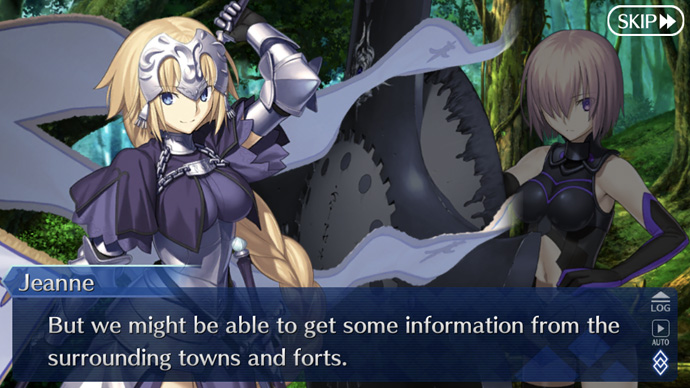 SKIP
Jeanne
But we might be able to get some information from the
surrounding towns and forts.
LOG
AUTO